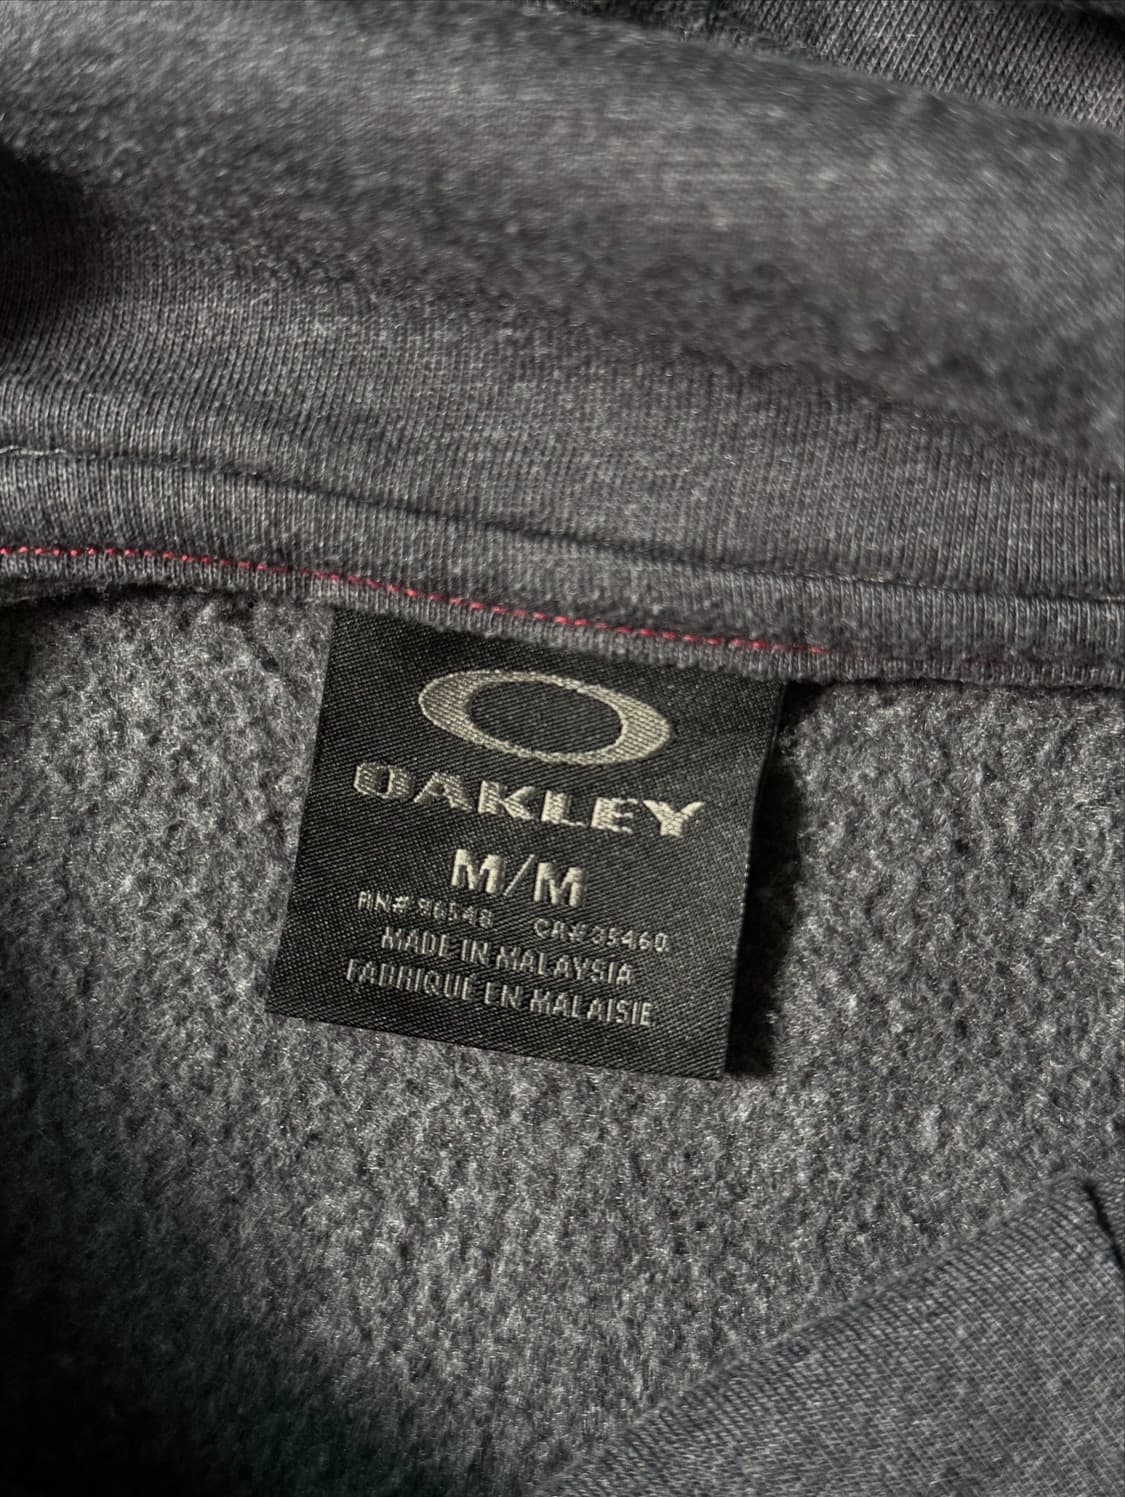 OAKLEY
M/M
RN# 96548 CA# 35460
MADE IN MALAYSIA
FABRIQUE EN MALAISIE